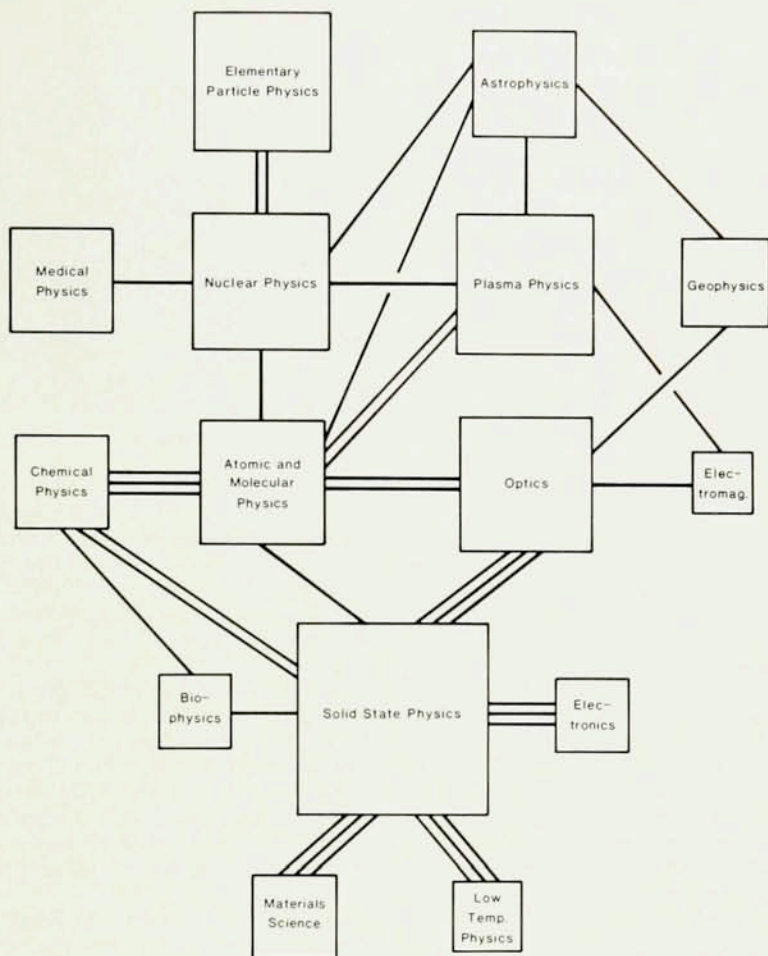 Elementary
Particle Physics
Astrophysics
Medical
Physics
Nuclear Physics
Plasma Physics
Geophysics
Chemical
Physics
Atomic and
Molecular
Physics
Optics
Elec-
tromag.
Bio-
physics
Solid State Physics
Elec-
tronics
Materials
Science
Low
Temp.
Physics